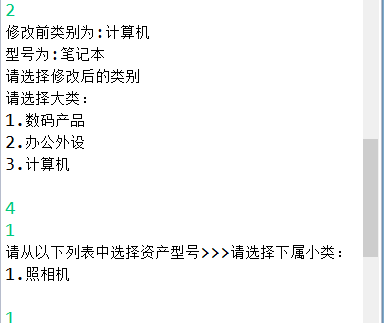 2
修改前类别为:计算机
型号为:笔记本
请选择修改后的类别
请选择大类：
1.数码产品
2.办公外设
3.计算机
4
1
请从以下列表中选择资产型号>>>请选择下属小类：
1.照相机
1